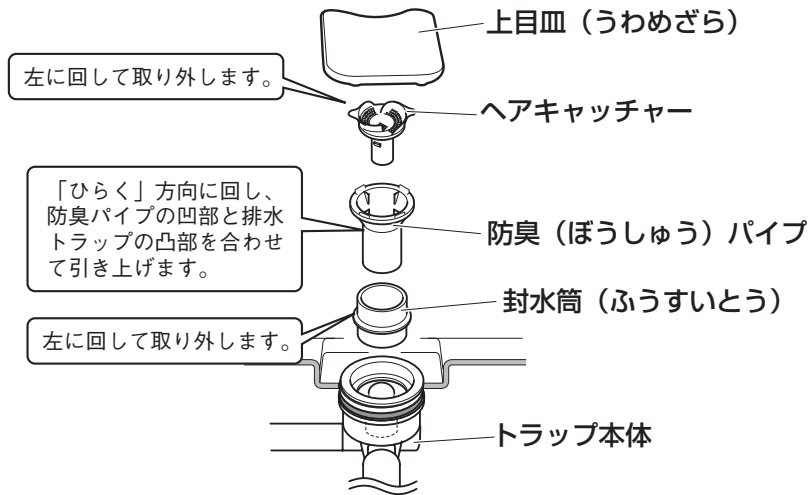 上目皿（うわめざら）
左に回して取り外します。
ヘアキャッチャー
「ひらく」方向に回し、
防臭パイプの凹部と排水
トラップの凸部を合わせ
て引き上げます。
防臭（ぼうしゅう）パイプ
封水筒（ふうすいとう）
左に回して取り外します。
トラップ本体